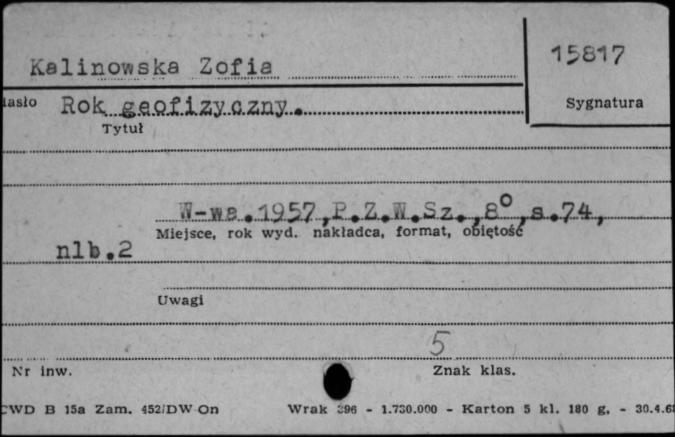 Kalinowska Zofia
15817
Rok geofizyczny.
Sygnatura
Tytuł
W-wa.1957,P.Z.W.Sz.,8°,s.74,
Miejsce, rok wyd. nakładca, format, objętość
nlb.2
Uwagi
5
Nr inw.
Znak klas.
CWD B 15a Zam. 452/DW On Wrak 396 - 1.730.000 - Karton 5 kl. 180 g. - 30.4.6